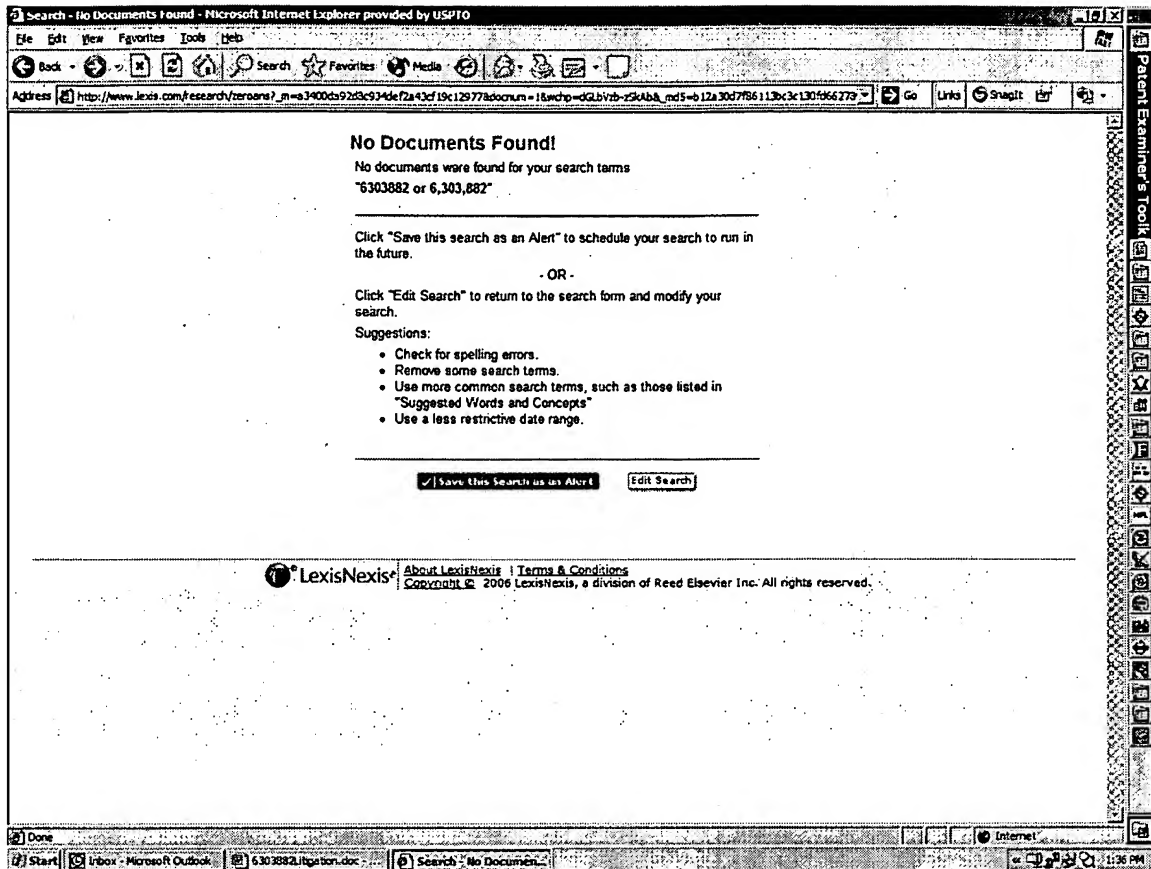 Search - No Documents Found - Microsoft Internet Explorer provided by USPTO
File Edit View Favorites Tools Help
Back Search Favorites Media
Address http://www.lexis.com/research/zeroans? Go Links SnagIt
Patent Examiner's Toolk
No Documents Found!
No documents were found for your search terms
"6303882 or 6,303,882"
Click "Save this search as an Alert" to schedule your search to run in
the future.
- OR -
Click "Edit Search" to return to the search form and modify your
search.
Suggestions:
• Check for spelling errors.
• Remove some search terms.
• Use more common search terms, such as those listed in
"Suggested Words and Concepts"
• Use a less restrictive date range.
Save this Search as an Alert Edit Search
LexisNexis About LexisNexis | Terms & Conditions
Copyright © 2006 LexisNexis, a division of Reed Elsevier Inc. All rights reserved.
Done Internet
Start Inbox - Microsoft Outlook 6303882Litigation.doc - ... Search - No Documen... 1:36 PM